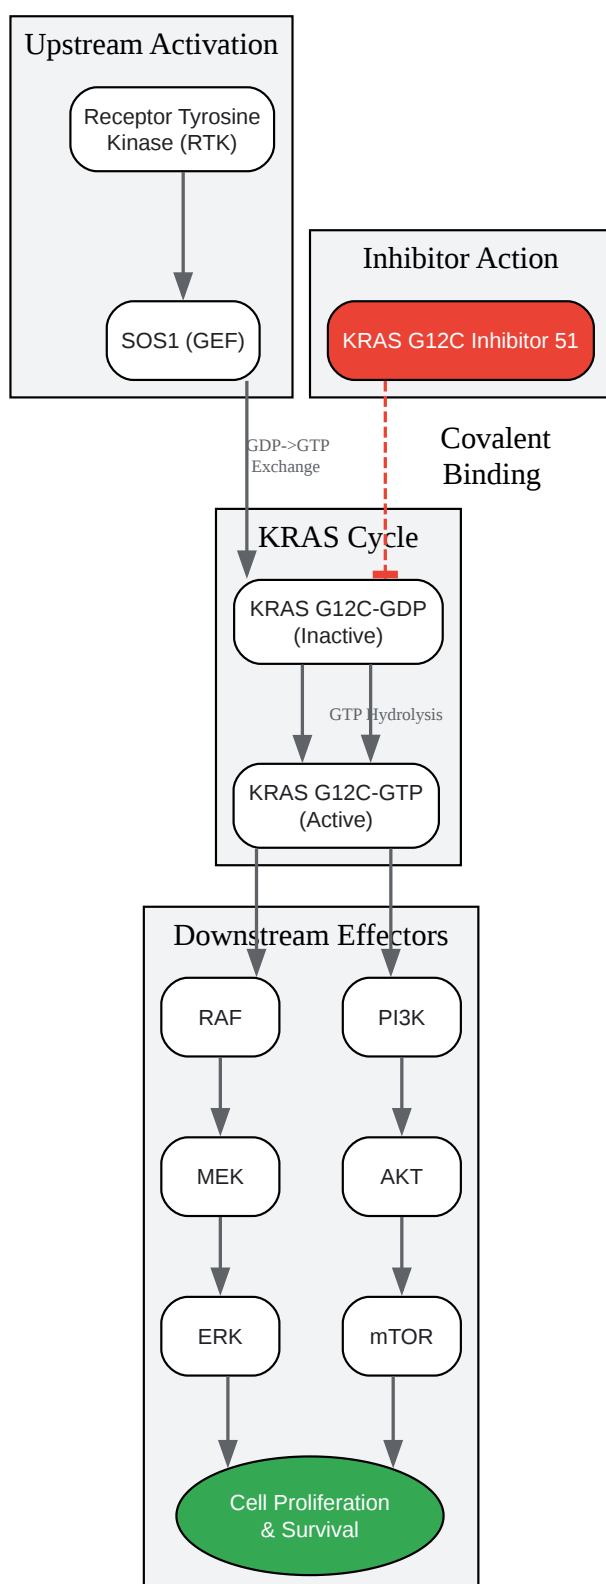 Upstream Activation
Receptor Tyrosine
Kinase (RTK)
SOS1 (GEF)
Inhibitor Action
KRAS G12C Inhibitor 51
GDP->GTP
Exchange
Covalent
Binding
KRAS Cycle
KRAS G12C-GDP
(Inactive)
GTP Hydrolysis
KRAS G12C-GTP
(Active)
Downstream Effectors
RAF
PI3K
MEK
AKT
ERK
mTOR
Cell Proliferation
& Survival